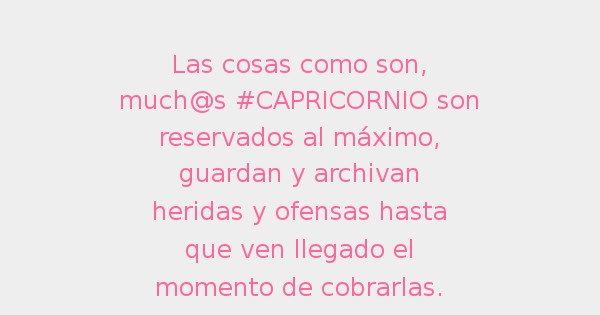 Las cosas como son,
much@s #CAPRICORNIO son
reservados al máximo,
guardan y archivan
heridas y ofensas hasta
que ven llegado el
momento de cobrarlas.